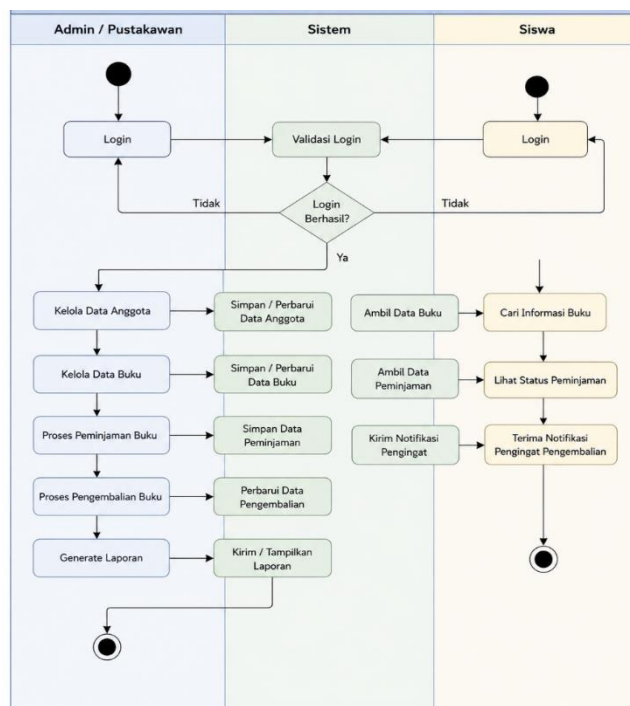 Admin / Pustakawan
Sistem
Siswa
Login
Validasi Login
Login
Tidak
Login
Berhasil?
Tidak
Ya
Kelola Data Anggota
Simpan / Perbarui
Data Anggota
Ambil Data Buku
Cari Informasi Buku
Kelola Data Buku
Simpan / Perbarui
Data Buku
Ambil Data
Peminjaman
Lihat Status Peminjaman
Proses Peminjaman Buku
Simpan Data
Peminjaman
Kirim Notifikasi
Pengingat
Terima Notifikasi
Pengingat Pengembalian
Proses Pengembalian Buku
Perbarui Data
Pengembalian
Generate Laporan
Kirim / Tampilkan
Laporan